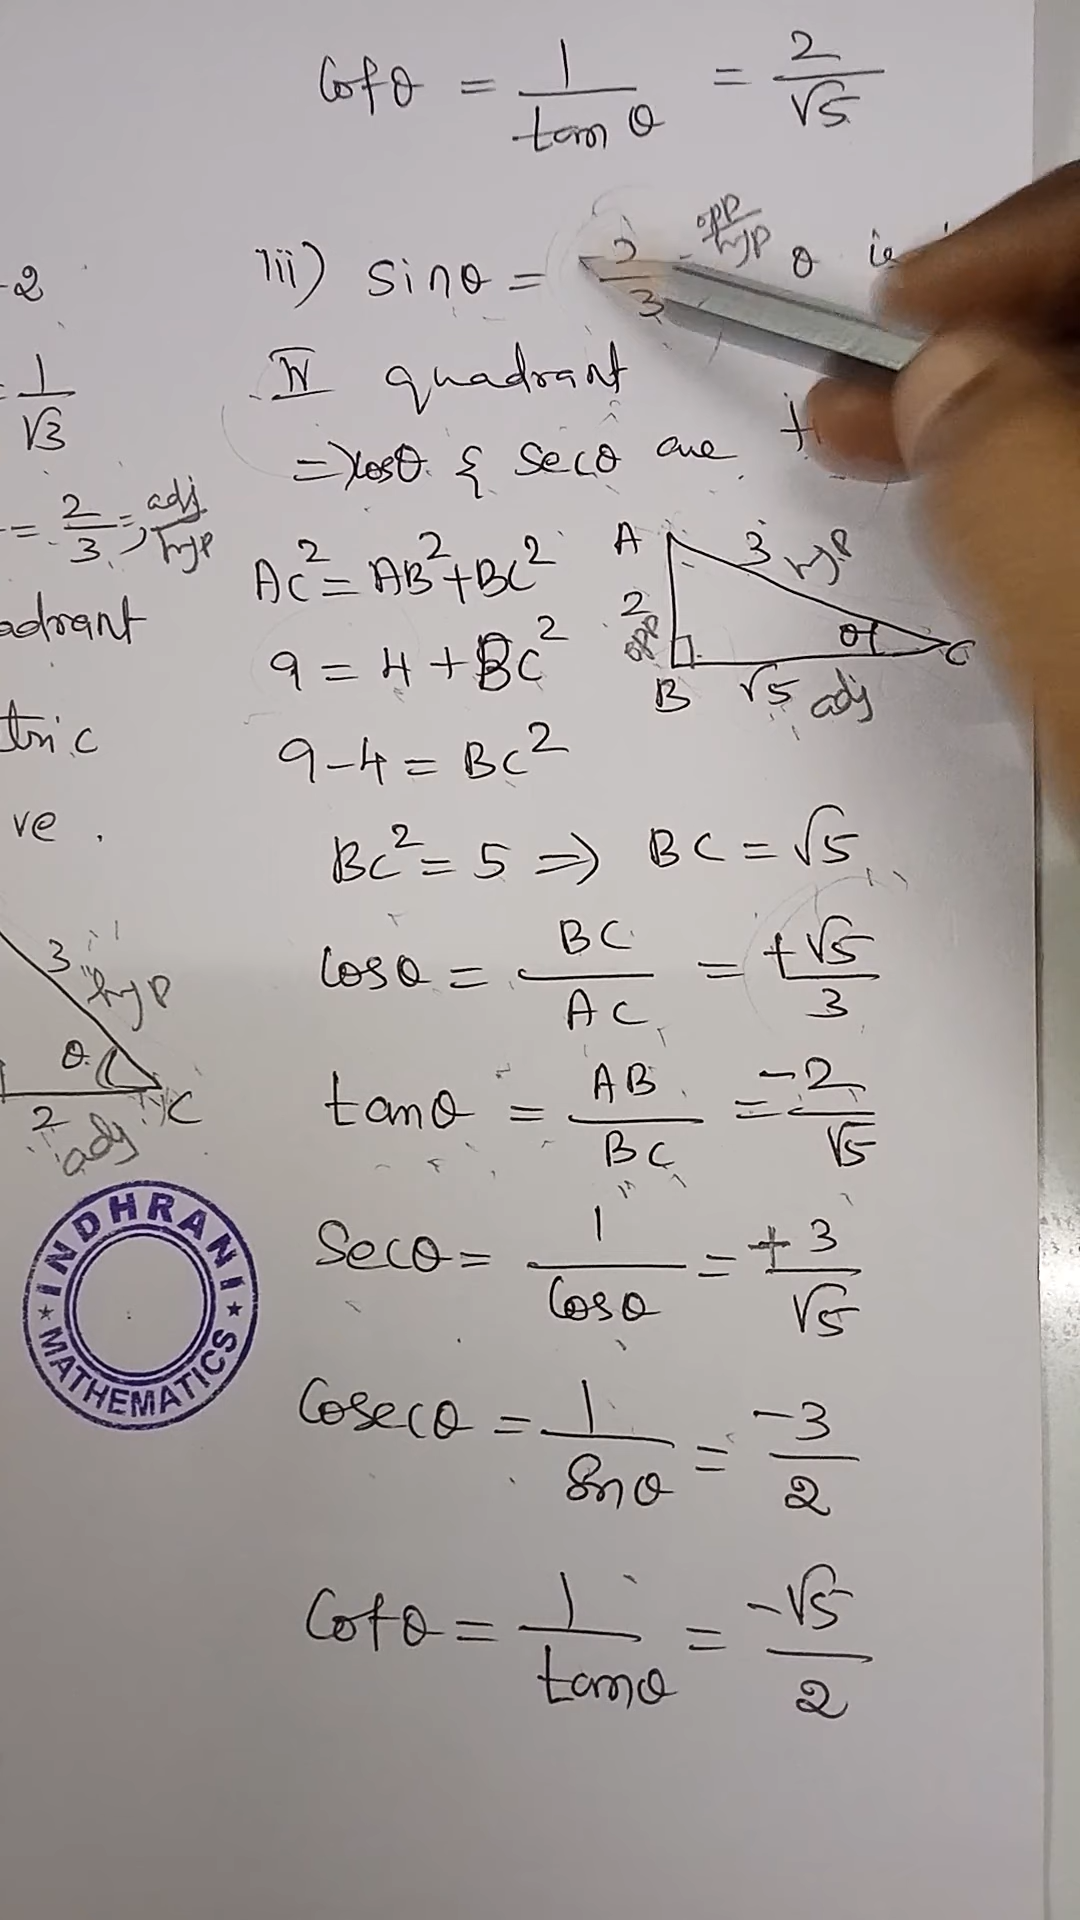 cotθ = 1/tanθ = 2/√5
-2
iii) sinθ = -2/3 = opp/hyp θ is
= 1/√3
IV quadrant
=> cosθ & secθ are
= 2/3 = adj/hyp
AC² = AB² + BC²
A 3 hyp
2 opp
θ C
B √5 adj
adrant
9 = 4 + BC²
tric
9 - 4 = BC²
ve .
BC² = 5 => BC = √5
3 hyp
θ
2 adj C
cosθ = BC/AC = +√5/3
tanθ = AB/BC = -2/√5
secθ = 1/cosθ = +3/√5
cosecθ = 1/sinθ = -3/2
cotθ = 1/tanθ = -√5/2
INDHRANI
MATHEMATICS